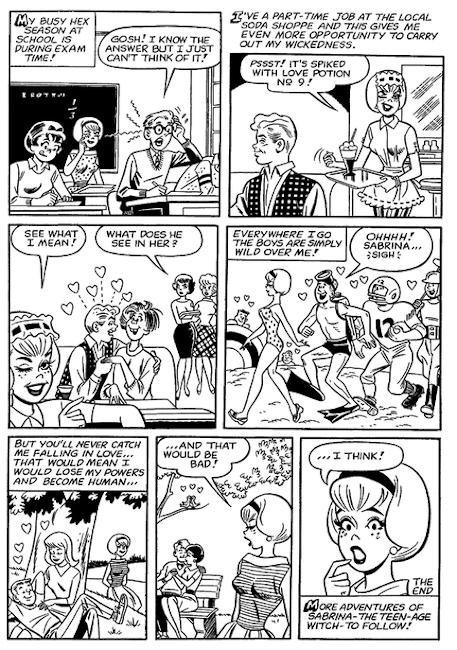 MY BUSY HEX
SEASON AT
SCHOOL IS
DURING EXAM
TIME!
GOSH! I KNOW THE
ANSWER BUT I JUST
CAN'T THINK OF IT!
I'VE A PART-TIME JOB AT THE LOCAL
SODA SHOPPE AND THIS GIVES ME
EVEN MORE OPPORTUNITY TO CARRY
OUT MY WICKEDNESS.
PSSST! IT'S SPIKED
WITH LOVE POTION
NO 9!
SEE WHAT
I MEAN!
WHAT DOES HE
SEE IN HER?
EVERYWHERE I GO
THE BOYS ARE SIMPLY
WILD OVER ME!
OHHHH!
SABRINA...
SIGH
12
BUT YOU'LL NEVER CATCH
ME FALLING IN LOVE...
THAT WOULD MEAN I
WOULD LOSE MY POWERS
AND BECOME HUMAN...
...AND THAT
WOULD BE
BAD!
...I THINK!
THE
END
MORE ADVENTURES OF
SABRINA-THE TEEN-AGE
WITCH-TO FOLLOW!